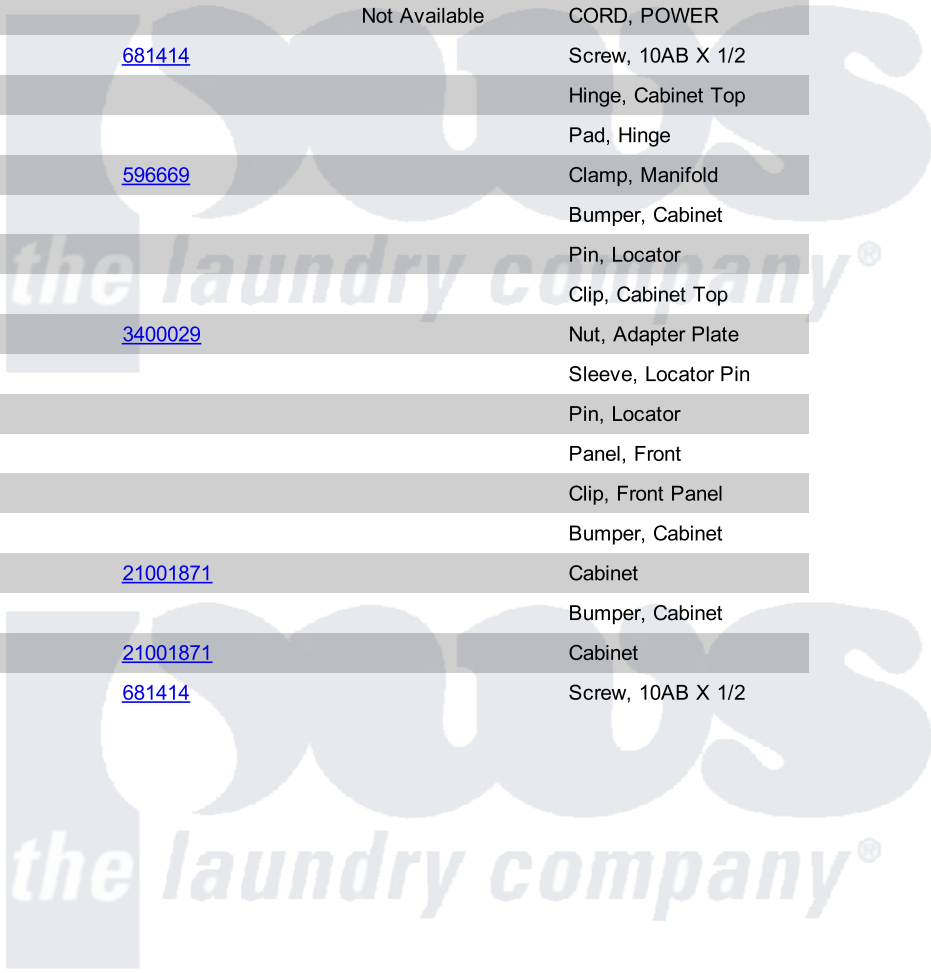 Not Available CORD, POWER
681414 Screw, 10AB X 1/2
Hinge, Cabinet Top
Pad, Hinge
596669 Clamp, Manifold
Bumper, Cabinet
Pin, Locator
Clip, Cabinet Top
3400029 Nut, Adapter Plate
Sleeve, Locator Pin
Pin, Locator
Panel, Front
Clip, Front Panel
Bumper, Cabinet
21001871 Cabinet
Bumper, Cabinet
21001871 Cabinet
681414 Screw, 10AB X 1/2
pws
the laundry company®
pws
the laundry company®